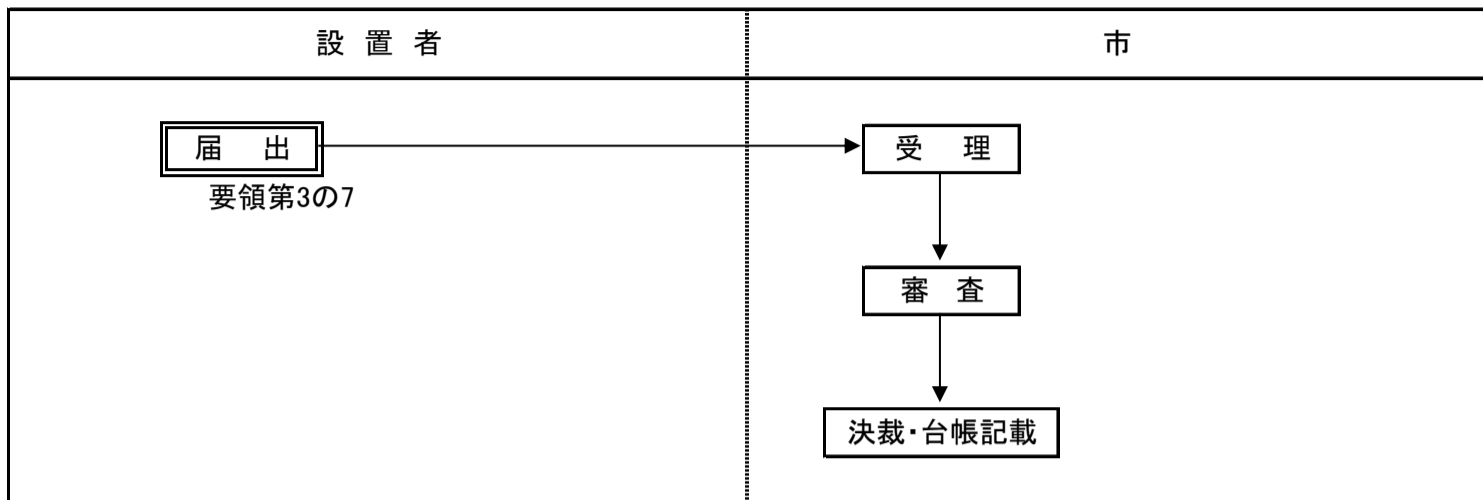 設 置 者
市
届 出
受 理
要領第3の7
審 査
決裁・台帳記載